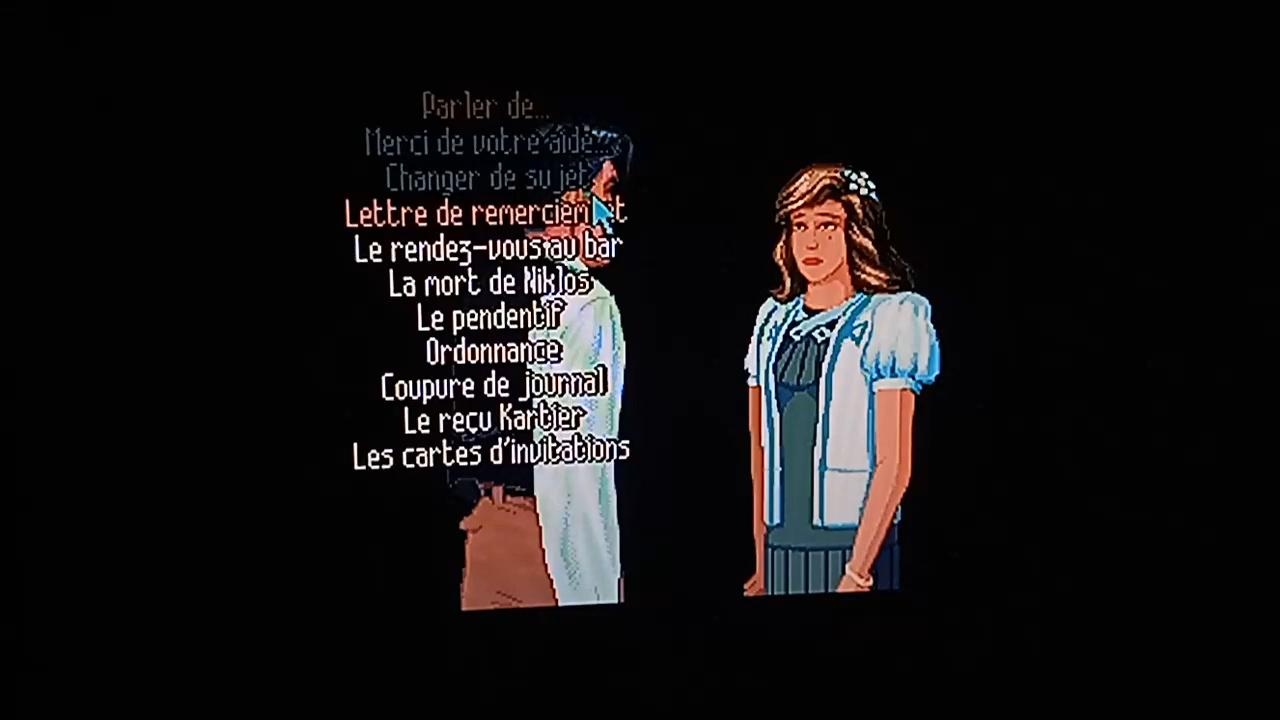 Parler de...
Merci de votre aide...
Changer de sujet
Lettre de remerciement
Le rendez-vous au bar
La mort de Niklos
Le pendentif
Ordonnance
Coupure de journal
Le reçu Kartier
Les cartes d'invitations